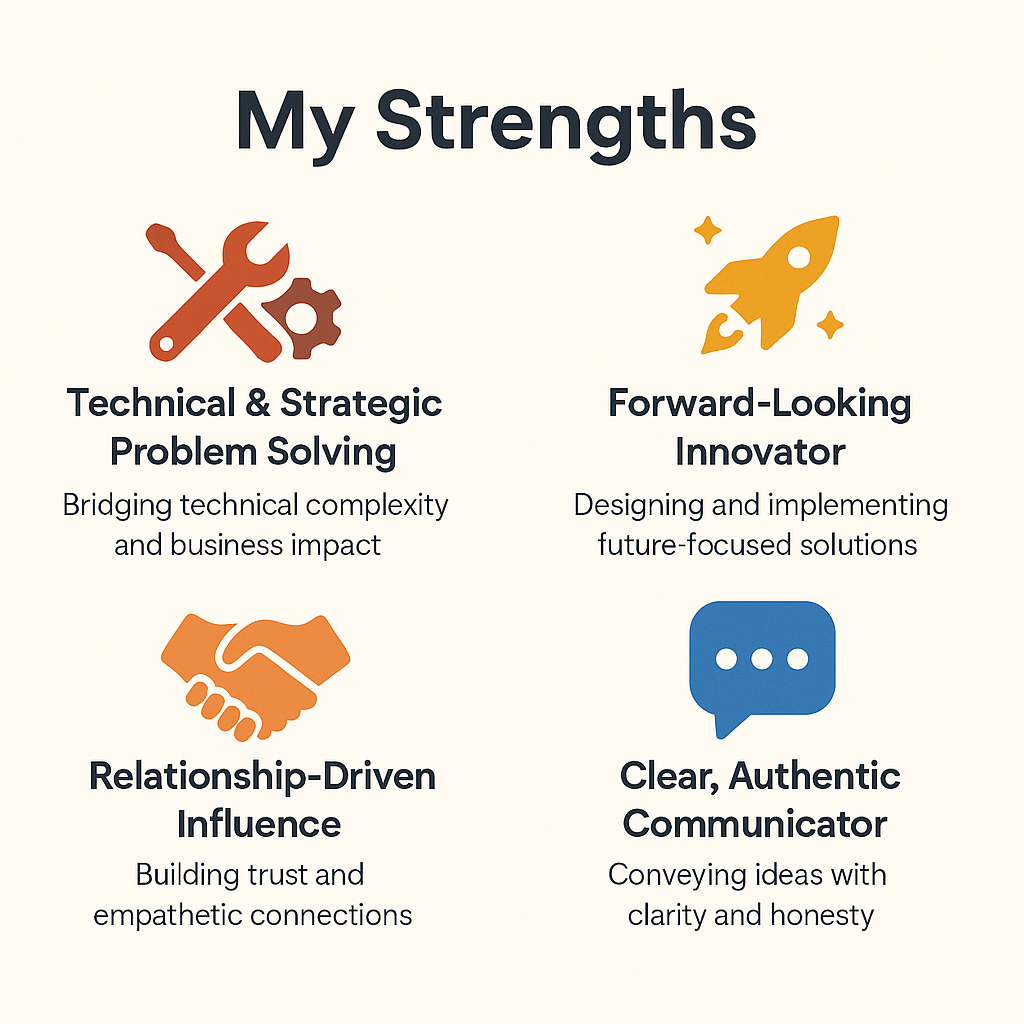 My Strengths
Technical & Strategic
Problem Solving
Bridging technical complexity
and business impact
Forward-Looking
Innovator
Designing and implementing
future-focused solutions
Relationship-Driven
Influence
Building trust and
empathetic connections
Clear, Authentic
Communicator
Conveying ideas with
clarity and honesty